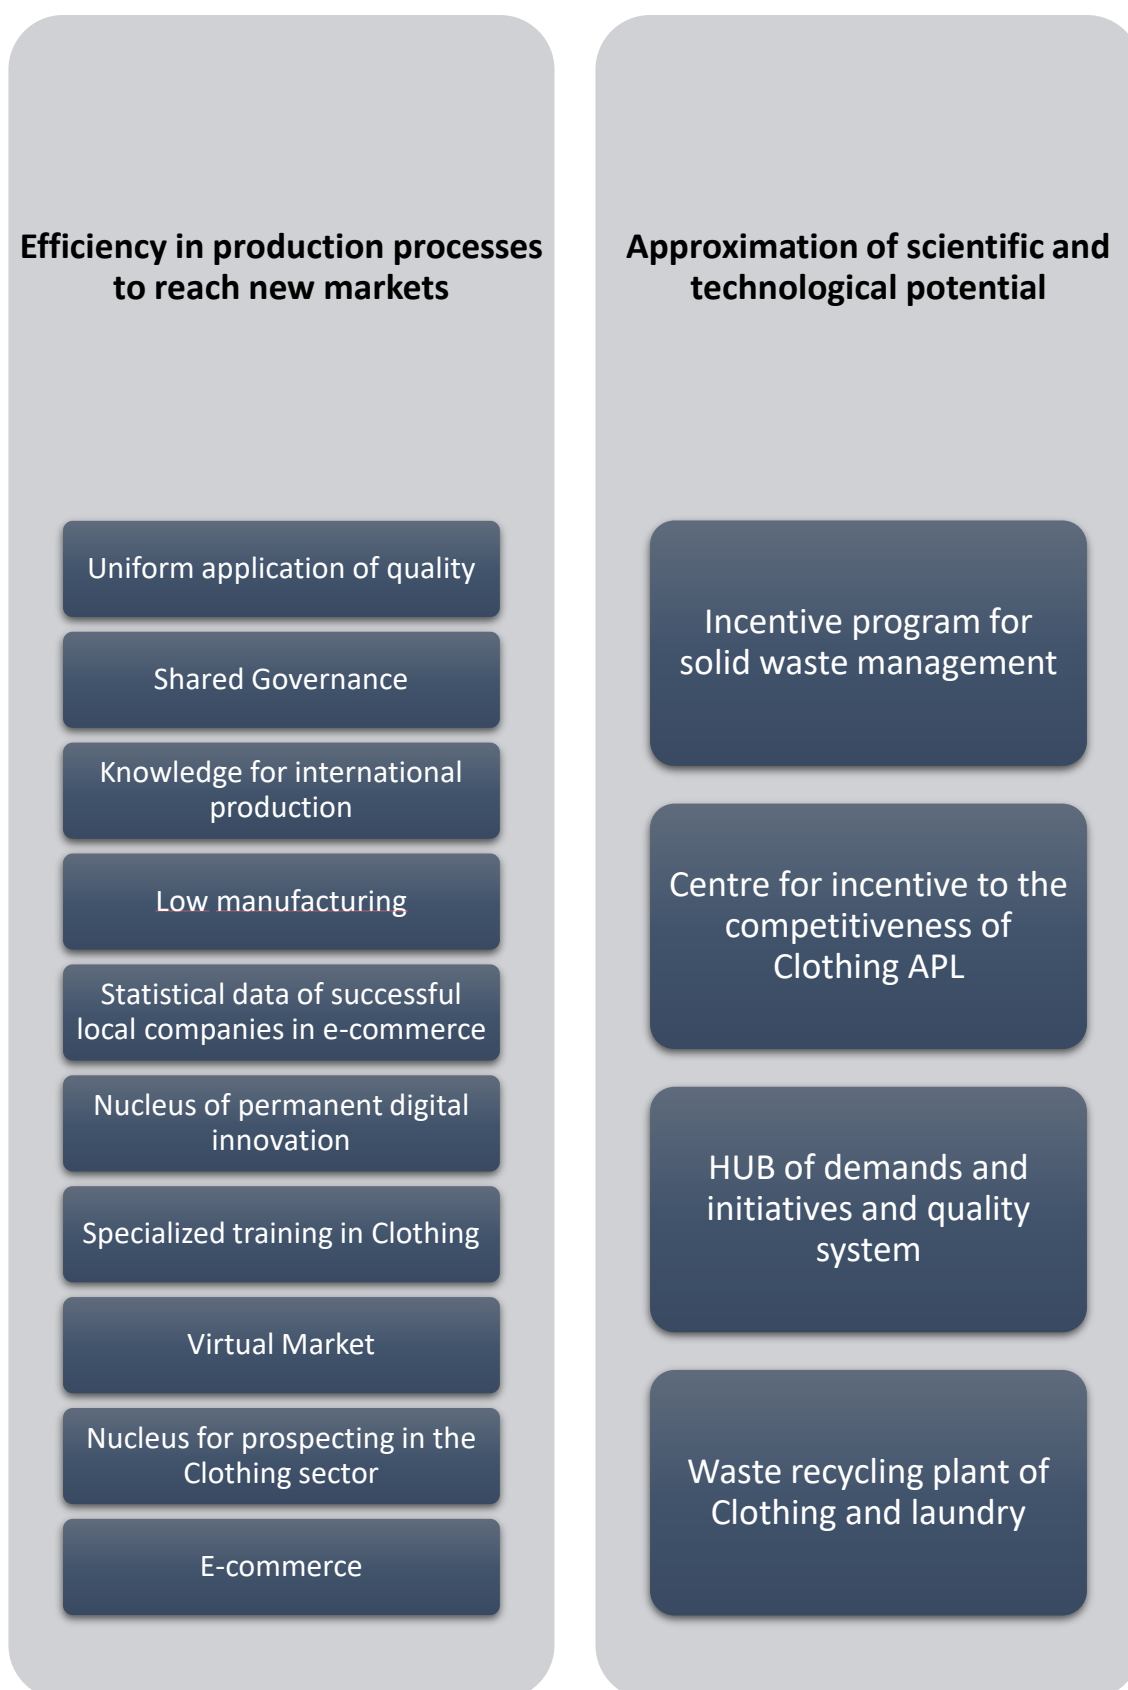 Efficiency in production processes
to reach new markets
Uniform application of quality
Shared Governance
Knowledge for international
production
Low manufacturing
Statistical data of successful
local companies in e-commerce
Nucleus of permanent digital
innovation
Specialized training in Clothing
Virtual Market
Nucleus for prospecting in the
Clothing sector
E-commerce
Approximation of scientific and
technological potential
Incentive program for
solid waste management
Centre for incentive to the
competitiveness of
Clothing APL
HUB of demands and
initiatives and quality
system
Waste recycling plant of
Clothing and laundry